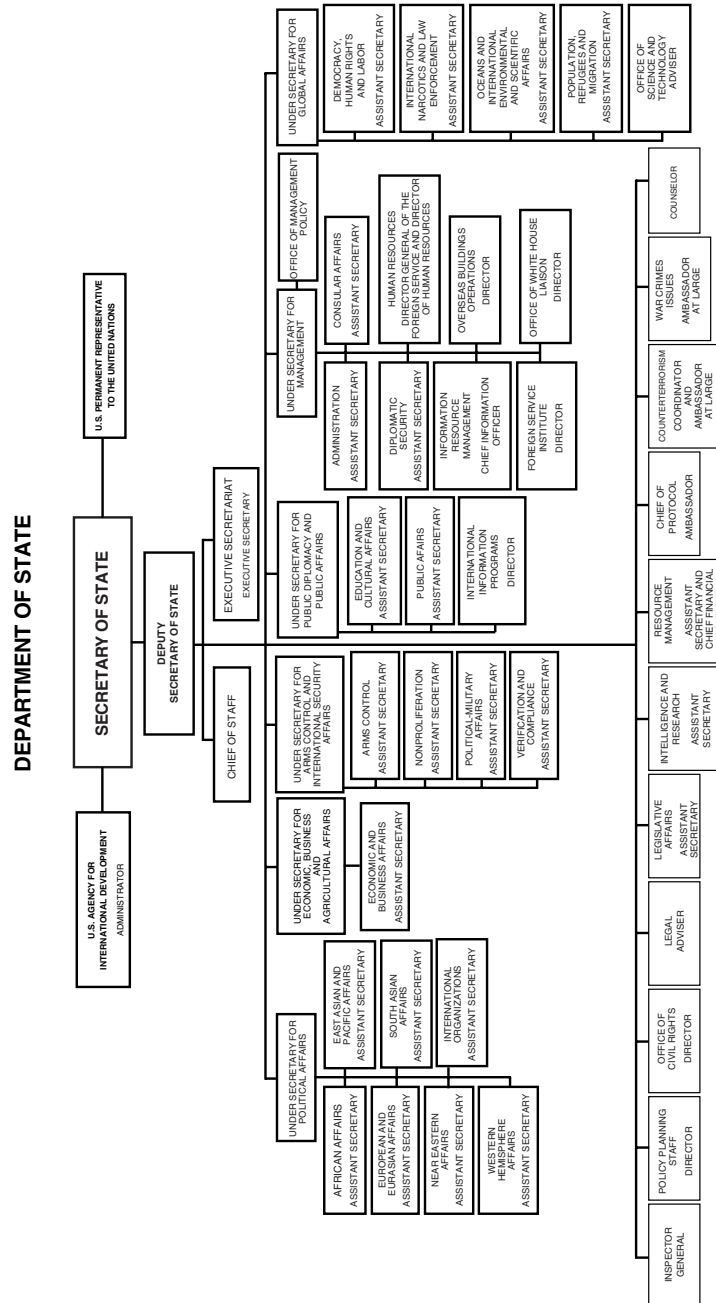 DEPARTMENT OF STATE
U.S. AGENCY FOR
INTERNATIONAL DEVELOPMENT
ADMINISTRATOR
SECRETARY OF STATE
U.S. PERMANENT REPRESENTATIVE
TO THE UNITED NATIONS
DEPUTY
SECRETARY OF STATE
CHIEF OF STAFF
EXECUTIVE SECRETARIAT
EXECUTIVE SECRETARY
UNDER SECRETARY FOR
POLITICAL AFFAIRS
AFRICAN AFFAIRS
ASSISTANT SECRETARY
EAST ASIAN AND
PACIFIC AFFAIRS
ASSISTANT SECRETARY
EUROPEAN AND
EURASIAN AFFAIRS
ASSISTANT SECRETARY
SOUTH ASIAN
AFFAIRS
ASSISTANT SECRETARY
NEAR EASTERN
AFFAIRS
ASSISTANT SECRETARY
INTERNATIONAL
ORGANIZATIONS
ASSISTANT SECRETARY
WESTERN
HEMISPHERE
AFFAIRS
ASSISTANT SECRETARY
UNDER SECRETARY FOR
ECONOMIC, BUSINESS
AND
AGRICULTURAL AFFAIRS
ECONOMIC AND
BUSINESS AFFAIRS
ASSISTANT SECRETARY
UNDER SECRETARY FOR
ARMS CONTROL AND
INTERNATIONAL SECURITY
AFFAIRS
ARMS CONTROL
ASSISTANT SECRETARY
NONPROLIFERATION
ASSISTANT SECRETARY
POLITICAL-MILITARY
AFFAIRS
ASSISTANT SECRETARY
VERIFICATION AND
COMPLIANCE
ASSISTANT SECRETARY
UNDER SECRETARY FOR
PUBLIC DIPLOMACY AND
PUBLIC AFFAIRS
EDUCATION AND
CULTURAL AFFAIRS
ASSISTANT SECRETARY
PUBLIC AFAIRS
ASSISTANT SECRETARY
INTERNATIONAL
INFORMATION
PROGRAMS
DIRECTOR
UNDER SECRETARY FOR
MANAGEMENT
OFFICE OF MANAGEMENT
POLICY
ADMINISTRATION
ASSISTANT SECRETARY
CONSULAR AFFAIRS
ASSISTANT SECRETARY
DIPLOMATIC
SECURITY
ASSISTANT SECRETARY
HUMAN RESOURCES
DIRECTOR GENERAL OF THE
FOREIGN SERVICE AND DIRECTOR
OF HUMAN RESOURCES
INFORMATION
RESOURCE
MANAGEMENT
CHIEF INFORMATION
OFFICER
OVERSEAS BUILDINGS
OPERATIONS
DIRECTOR
FOREIGN SERVICE
INSTITUTE
DIRECTOR
OFFICE OF WHITE HOUSE
LIAISON
DIRECTOR
UNDER SECRETARY FOR
GLOBAL AFFAIRS
DEMOCRACY,
HUMAN RIGHTS
AND LABOR
ASSISTANT SECRETARY
INTERNATIONAL
NARCOTICS AND LAW
ENFORCEMENT
ASSISTANT SECRETARY
OCEANS AND
INTERNATIONAL
ENVIRONMENTAL
AND SCIENTIFIC
AFFAIRS
ASSISTANT SECRETARY
POPULATION,
REFUGEES AND
MIGRATION
ASSISTANT SECRETARY
OFFICE OF
SCIENCE AND
TECHNOLOGY
ADVISER
INSPECTOR
GENERAL
POLICY PLANNING
STAFF
DIRECTOR
OFFICE OF
CIVIL RIGHTS
DIRECTOR
LEGAL
ADVISER
LEGISLATIVE
AFFAIRS
ASSISTANT
SECRETARY
INTELLIGENCE AND
RESEARCH
ASSISTANT
SECRETARY
RESOURCE
MANAGEMENT
ASSISTANT
SECRETARY AND
CHIEF FINANCIAL
CHIEF OF
PROTOCOL
AMBASSADOR
COUNTERTERRORISM
COORDINATOR
AND
AMBASSADOR
AT LARGE
WAR CRIMES
ISSUES
AMBASSADOR
AT LARGE
COUNSELOR